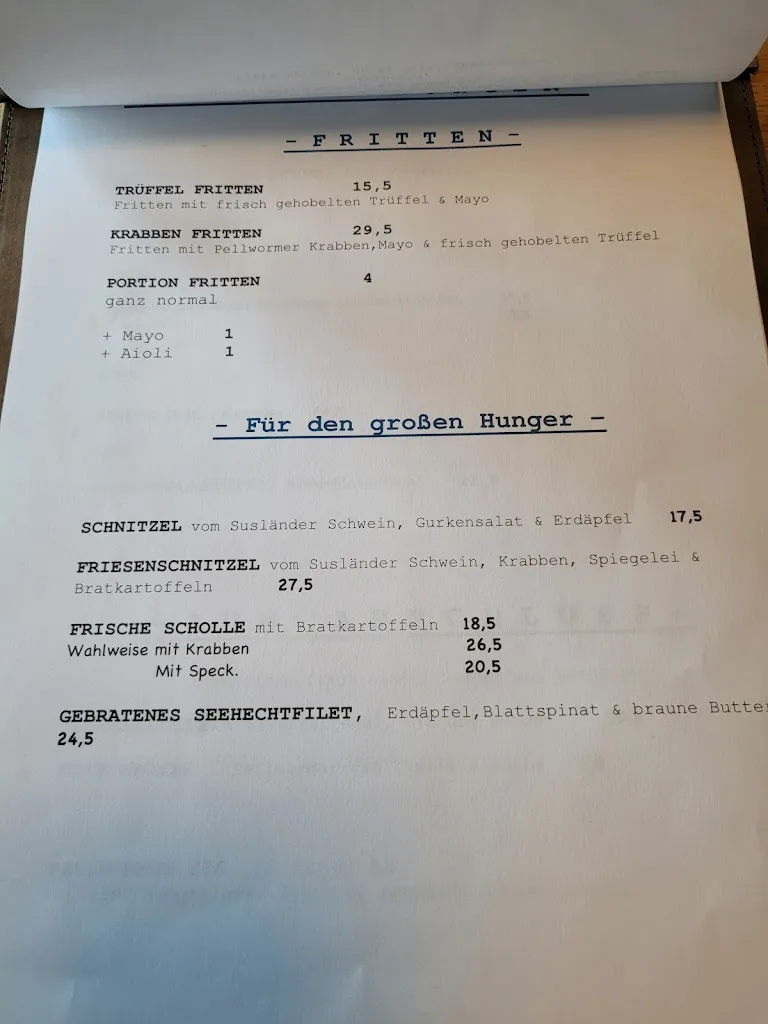 - F R I T T E N -
TRÜFFEL FRITTEN 15,5
Fritten mit frisch gehobelten Trüffel & Mayo
KRABBEN FRITTEN 29,5
Fritten mit Pellwormer Krabben,Mayo & frisch gehobelten Trüffel
PORTION FRITTEN 4
ganz normal
+ Mayo 1
+ Aioli 1
- Für den großen Hunger -
SCHNITZEL vom Susländer Schwein, Gurkensalat & Erdäpfel 17,5
FRIESENSCHNITZEL vom Susländer Schwein, Krabben, Spiegelei &
Bratkartoffeln 27,5
FRISCHE SCHOLLE mit Bratkartoffeln 18,5
Wahlweise mit Krabben 26,5
Mit Speck. 20,5
GEBRATENES SEEHECHTFILET, Erdäpfel,Blattspinat & braune Butter
24,5